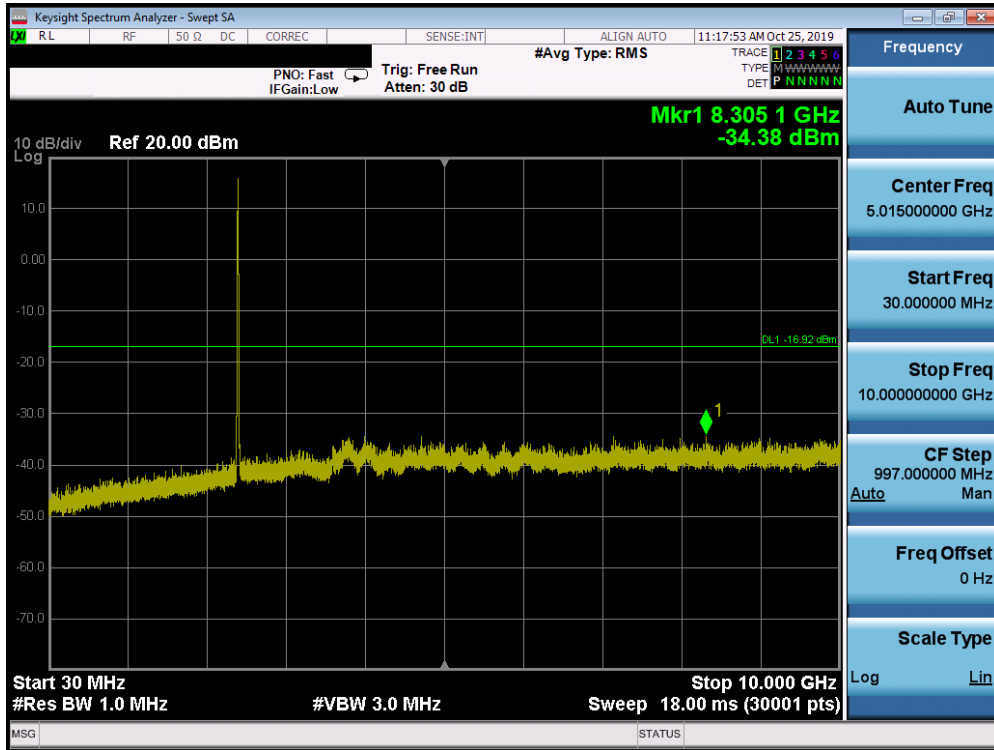 Keysight Spectrum Analyzer - Swept SA
LXI RL RF 50 Ω DC CORREC SENSE:INT ALIGN AUTO 11:17:53 AM Oct 25, 2019
#Avg Type: RMS
TRACE 1 2 3 4 5 6
PNO: Fast Trig: Free Run TYPE M WWWWW
IFGain:Low Atten: 30 dB DET P N N N N N
Mkr1 8.305 1 GHz
-34.38 dBm
10 dB/div Ref 20.00 dBm
Log
10.0
0.00
-10.0
DL1 -16.92 dBm
-20.0
-30.0
1
-40.0
-50.0
-60.0
-70.0
Start 30 MHz Stop 10.000 GHz
#Res BW 1.0 MHz #VBW 3.0 MHz Sweep 18.00 ms (30001 pts)
MSG STATUS
Frequency
Auto Tune
Center Freq
5.015000000 GHz
Start Freq
30.000000 MHz
Stop Freq
10.000000000 GHz
CF Step
997.000000 MHz
Auto Man
Freq Offset
0 Hz
Scale Type
Log Lin